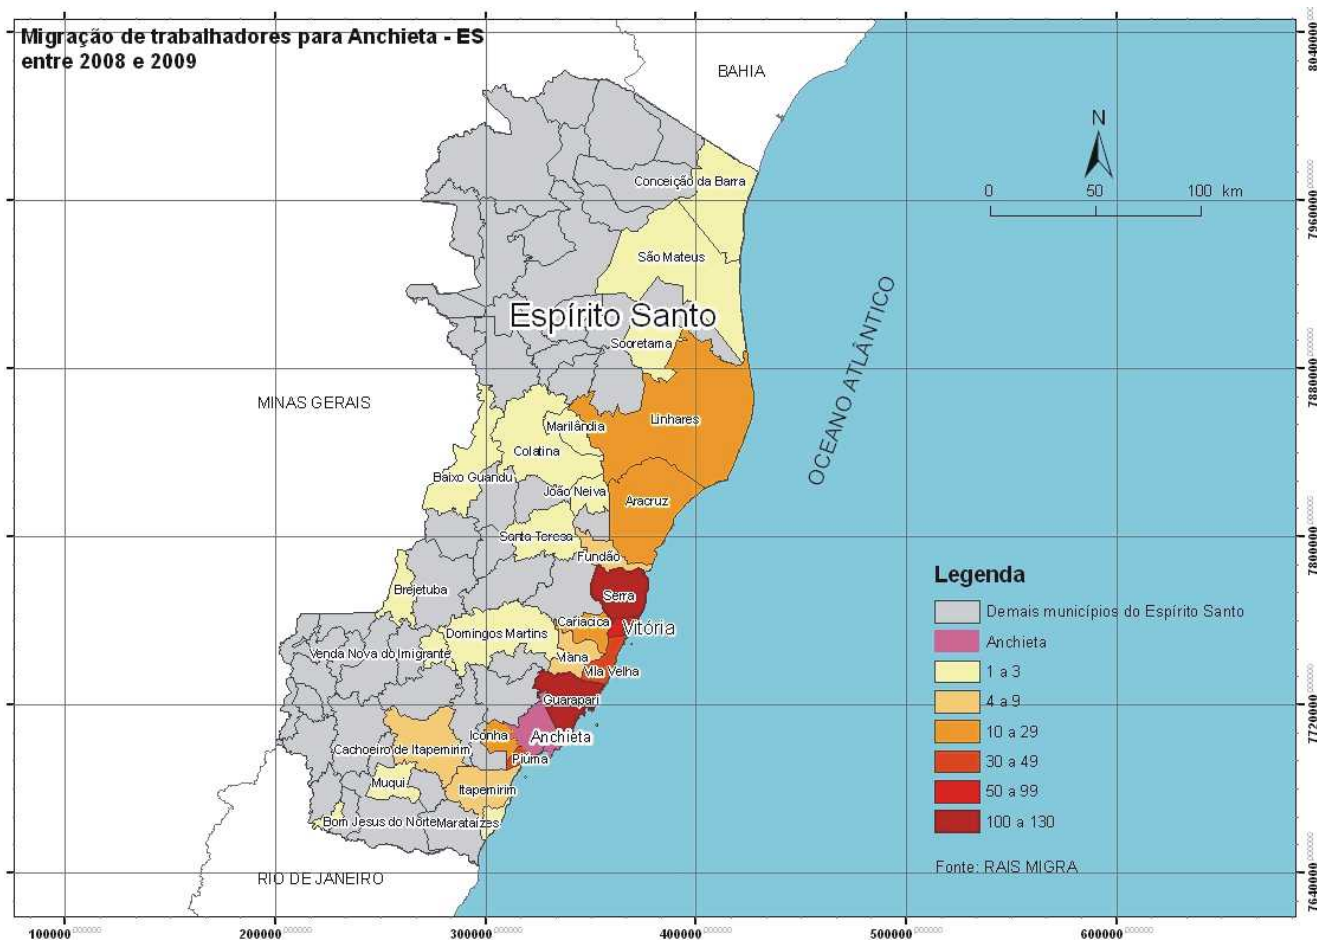 Migração de trabalhadores para Anchieta - ES
entre 2008 e 2009
BAHIA
N
0 50 100 km
Conceição da Barra
São Mateus
Espírito Santo
Sooretama
OCEANO ATLÂNTICO
MINAS GERAIS
Linhares
Marilândia
Colatina
Baixo Guandu
João Neiva
Aracruz
Santa Teresa
Fundão
Brejetuba
Serra
Cariacica
Vitória
Domingos Martins
Venda Nova do Imigrante
Viana
Vila Velha
Guarapari
Iconha
Anchieta
Cachoeiro de Itapemirim
Piúma
Muqui
Itapemirim
Bom Jesus do Norte
Marataízes
RIO DE JANEIRO
Legenda
Demais municípios do Espírito Santo
Anchieta
1 a 3
4 a 9
10 a 29
30 a 49
50 a 99
100 a 130
Fonte: RAIS MIGRA
8040000
7960000
7880000
7800000
7720000
7640000
100000 200000 300000 400000 500000 600000